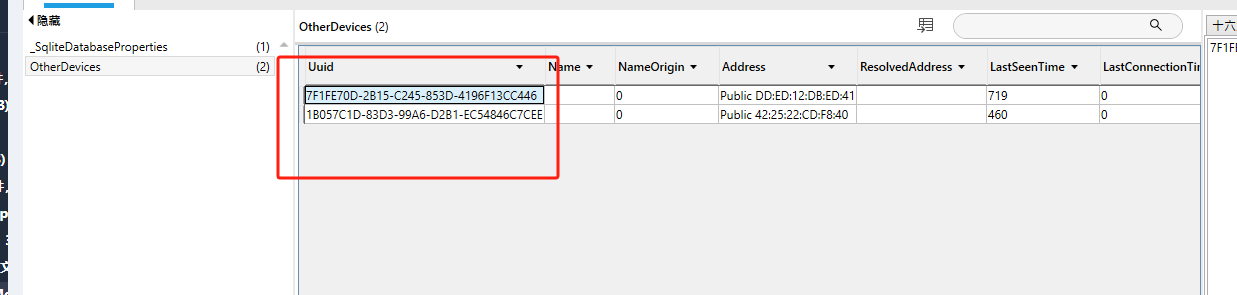 隐藏
_SqliteDatabaseProperties (1)
OtherDevices (2)
OtherDevices (2)
Uuid Name NameOrigin Address ResolvedAddress LastSeenTime LastConnectionTim
7F1FE70D-2B15-C245-853D-4196F13CC446 0 Public DD:ED:12:DB:ED:41 719 0
1B057C1D-83D3-99A6-D2B1-EC54846C7CEE 0 Public 42:25:22:CD:F8:40 460 0
十六
7F1FE